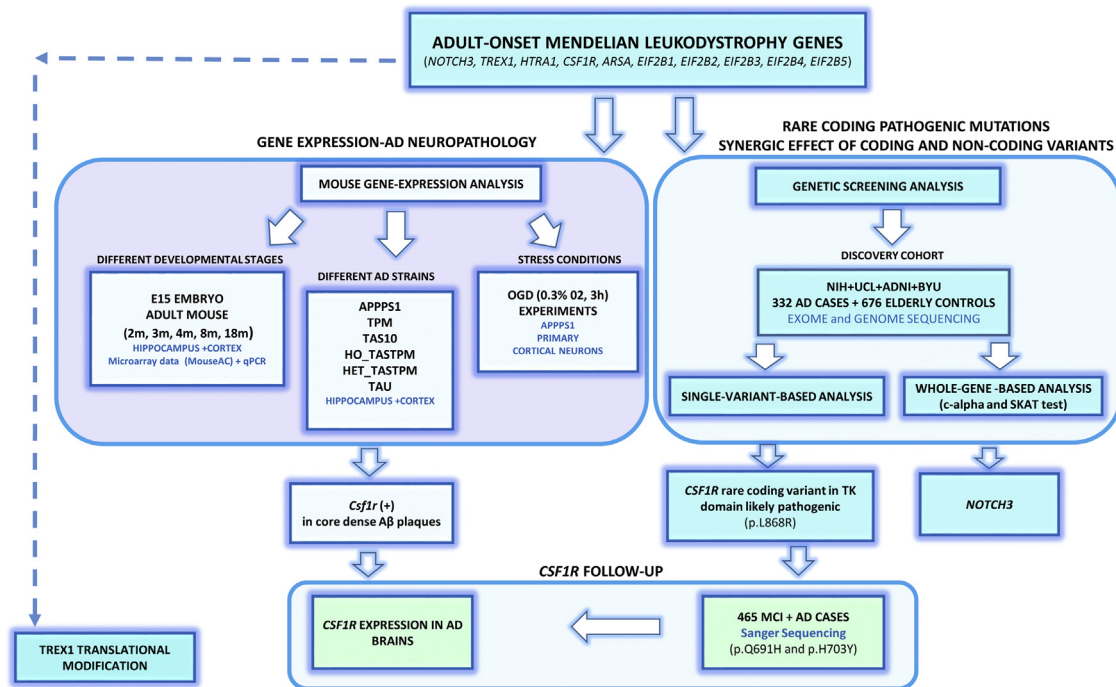 ADULT-ONSET MENDELIAN LEUKODYSTROPHY GENES
(NOTCH3, TREX1, HTRA1, CSF1R, ARSA, EIF2B1, EIF2B2, EIF2B3, EIF2B4, EIF2B5)
GENE EXPRESSION-AD NEUROPATHOLOGY
MOUSE GENE-EXPRESSION ANALYSIS
DIFFERENT DEVELOPMENTAL STAGES
E15 EMBRYO
ADULT MOUSE
(2m, 3m, 4m, 8m, 18m)
HIPPOCAMPUS +CORTEX
Microarray data (MouseAC) + qPCR
DIFFERENT AD STRAINS
APPPS1
TPM
TAS10
HO_TASTPM
HET_TASTPM
TAU
HIPPOCAMPUS +CORTEX
STRESS CONDITIONS
OGD (0.3% 02, 3h)
EXPERIMENTS
APPPS1
PRIMARY
CORTICAL NEURONS
RARE CODING PATHOGENIC MUTATIONS
SYNERGIC EFFECT OF CODING AND NON-CODING VARIANTS
GENETIC SCREENING ANALYSIS
DISCOVERY COHORT
NIH+UCL+ADNI+BYU
332 AD CASES + 676 ELDERLY CONTROLS
EXOME and GENOME SEQUENCING
SINGLE-VARIANT-BASED ANALYSIS
WHOLE-GENE -BASED ANALYSIS
(c-alpha and SKAT test)
Csf1r (+)
in core dense Aβ plaques
CSF1R rare coding variant in TK
domain likely pathogenic
(p.L868R)
NOTCH3
CSF1R FOLLOW-UP
CSF1R EXPRESSION IN AD
BRAINS
465 MCI + AD CASES
Sanger Sequencing
(p.Q691H and p.H703Y)
TREX1 TRANSLATIONAL
MODIFICATION